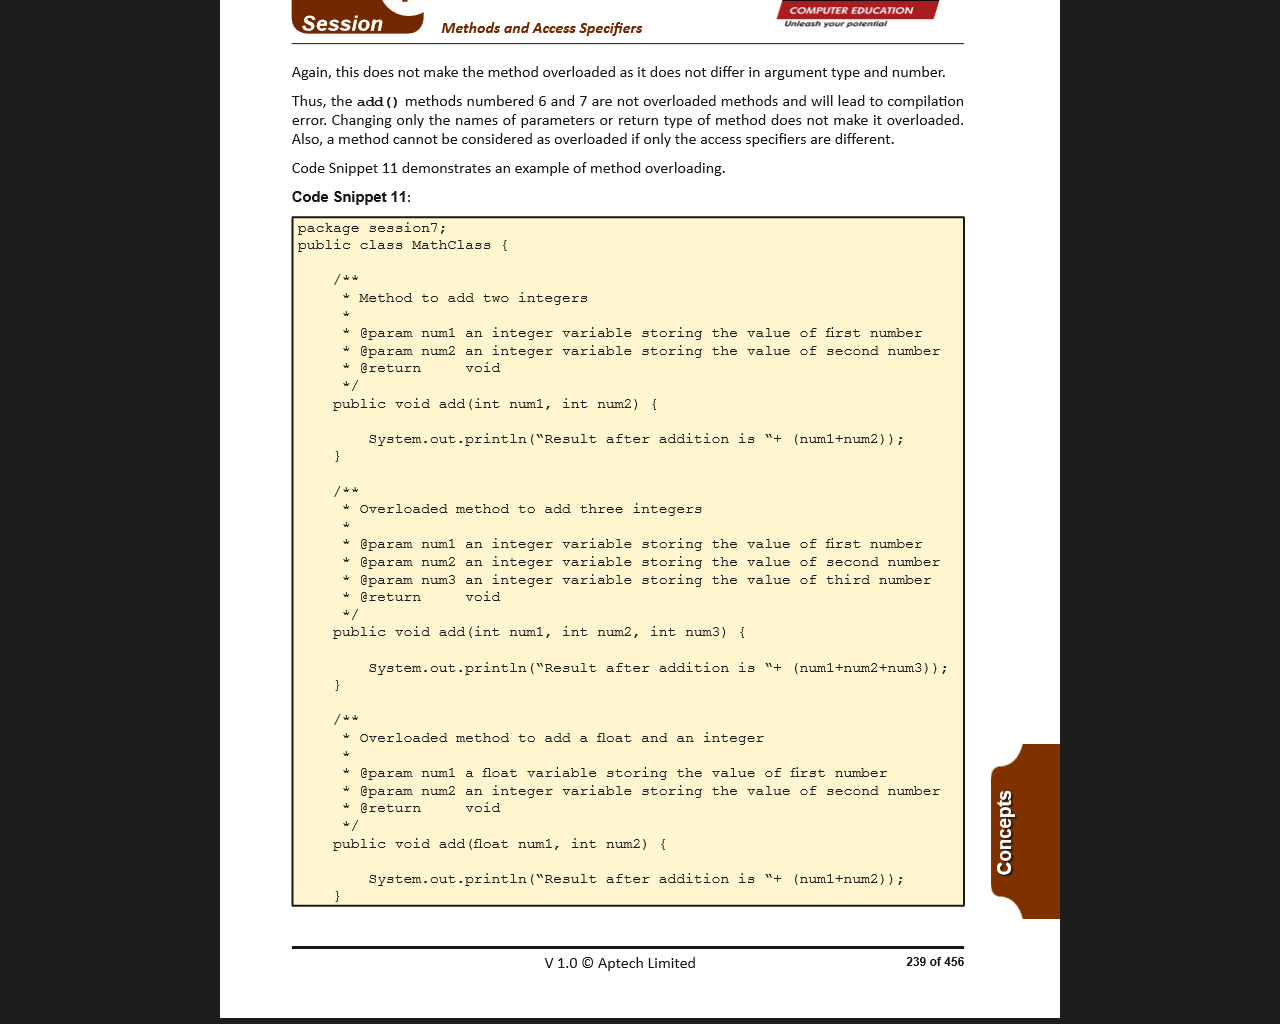 Session
Methods and Access Specifiers
COMPUTER EDUCATION
Unleash your potential
Again, this does not make the method overloaded as it does not differ in argument type and number.
Thus, the add() methods numbered 6 and 7 are not overloaded methods and will lead to compilation
error. Changing only the names of parameters or return type of method does not make it overloaded.
Also, a method cannot be considered as overloaded if only the access specifiers are different.
Code Snippet 11 demonstrates an example of method overloading.
Code Snippet 11:
package session7;
public class MathClass {
/**
* Method to add two integers
*
* @param num1 an integer variable storing the value of first number
* @param num2 an integer variable storing the value of second number
* @return     void
*/
public void add(int num1, int num2) {
System.out.println(“Result after addition is “+ (num1+num2));
}
/**
* Overloaded method to add three integers
*
* @param num1 an integer variable storing the value of first number
* @param num2 an integer variable storing the value of second number
* @param num3 an integer variable storing the value of third number
* @return     void
*/
public void add(int num1, int num2, int num3) {
System.out.println(“Result after addition is “+ (num1+num2+num3));
}
/**
* Overloaded method to add a float and an integer
*
* @param num1 a float variable storing the value of first number
* @param num2 an integer variable storing the value of second number
* @return     void
*/
public void add(float num1, int num2) {
System.out.println(“Result after addition is “+ (num1+num2));
}
Concepts
V 1.0 © Aptech Limited
239 of 456